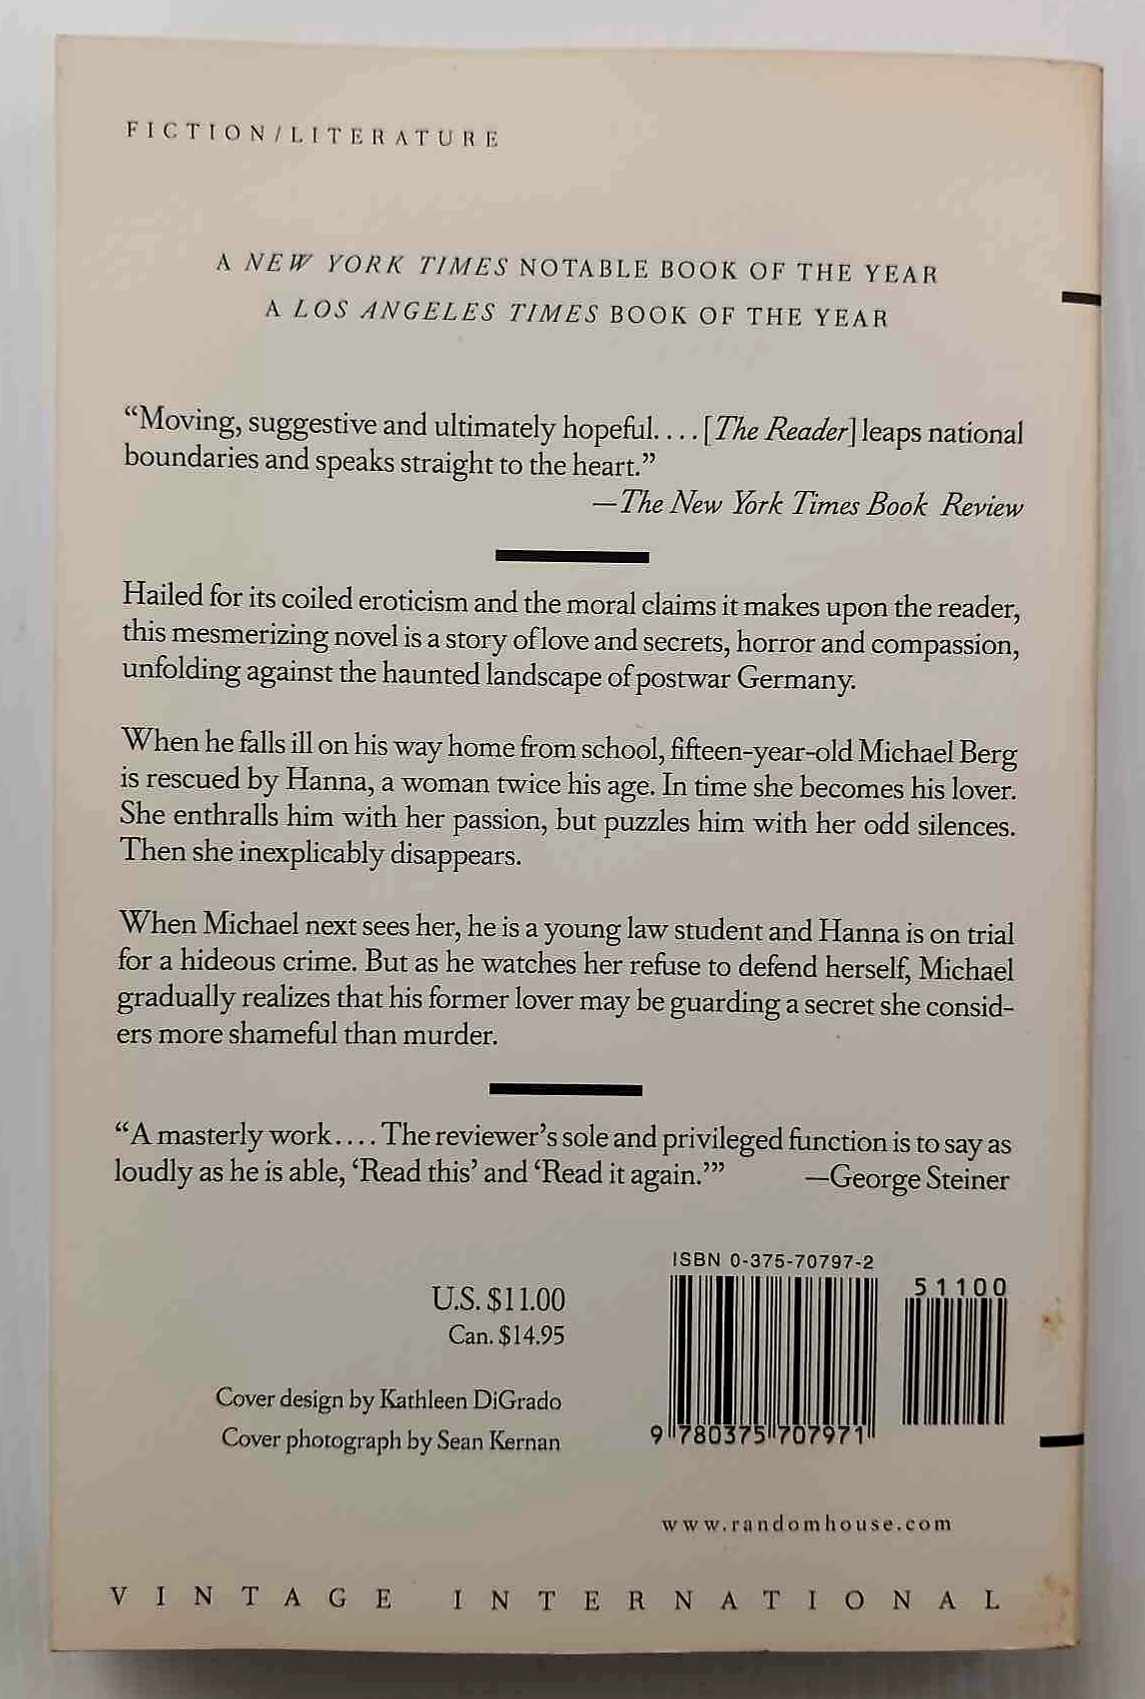 FICTION/LITERATURE
A NEW YORK TIMES NOTABLE BOOK OF THE YEAR
A LOS ANGELES TIMES BOOK OF THE YEAR
“Moving, suggestive and ultimately hopeful. . . . [The Reader] leaps national
boundaries and speaks straight to the heart.”
—The New York Times Book Review
Hailed for its coiled eroticism and the moral claims it makes upon the reader,
this mesmerizing novel is a story of love and secrets, horror and compassion,
unfolding against the haunted landscape of postwar Germany.
When he falls ill on his way home from school, fifteen-year-old Michael Berg
is rescued by Hanna, a woman twice his age. In time she becomes his lover.
She enthralls him with her passion, but puzzles him with her odd silences.
Then she inexplicably disappears.
When Michael next sees her, he is a young law student and Hanna is on trial
for a hideous crime. But as he watches her refuse to defend herself, Michael
gradually realizes that his former lover may be guarding a secret she consid-
ers more shameful than murder.
“A masterly work. . . . The reviewer’s sole and privileged function is to say as
loudly as he is able, ‘Read this’ and ‘Read it again.’” —George Steiner
ISBN 0-375-70797-2
51100
U.S. $11.00
Can. $14.95
Cover design by Kathleen DiGrado
Cover photograph by Sean Kernan
9 780375 707971
www.randomhouse.com
VINTAGE INTERNATIONAL